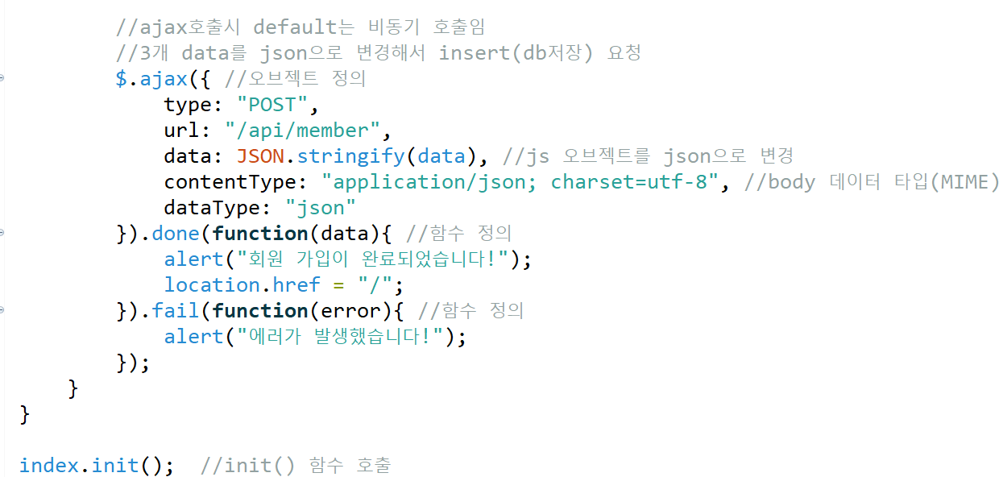 //ajax호출시 default는 비동기 호출임
//3개 data를 json으로 변경해서 insert(db저장) 요청
$.ajax({ //오브젝트 정의
type: "POST",
url: "/api/member",
data: JSON.stringify(data), //js 오브젝트를 json으로 변경
contentType: "application/json; charset=utf-8", //body 데이터 타입(MIME)
dataType: "json"
}).done(function(data){ //함수 정의
alert("회원 가입이 완료되었습니다!");
location.href = "/";
}).fail(function(error){ //함수 정의
alert("에러가 발생했습니다!");
});
}
}
index.init(); //init() 함수 호출